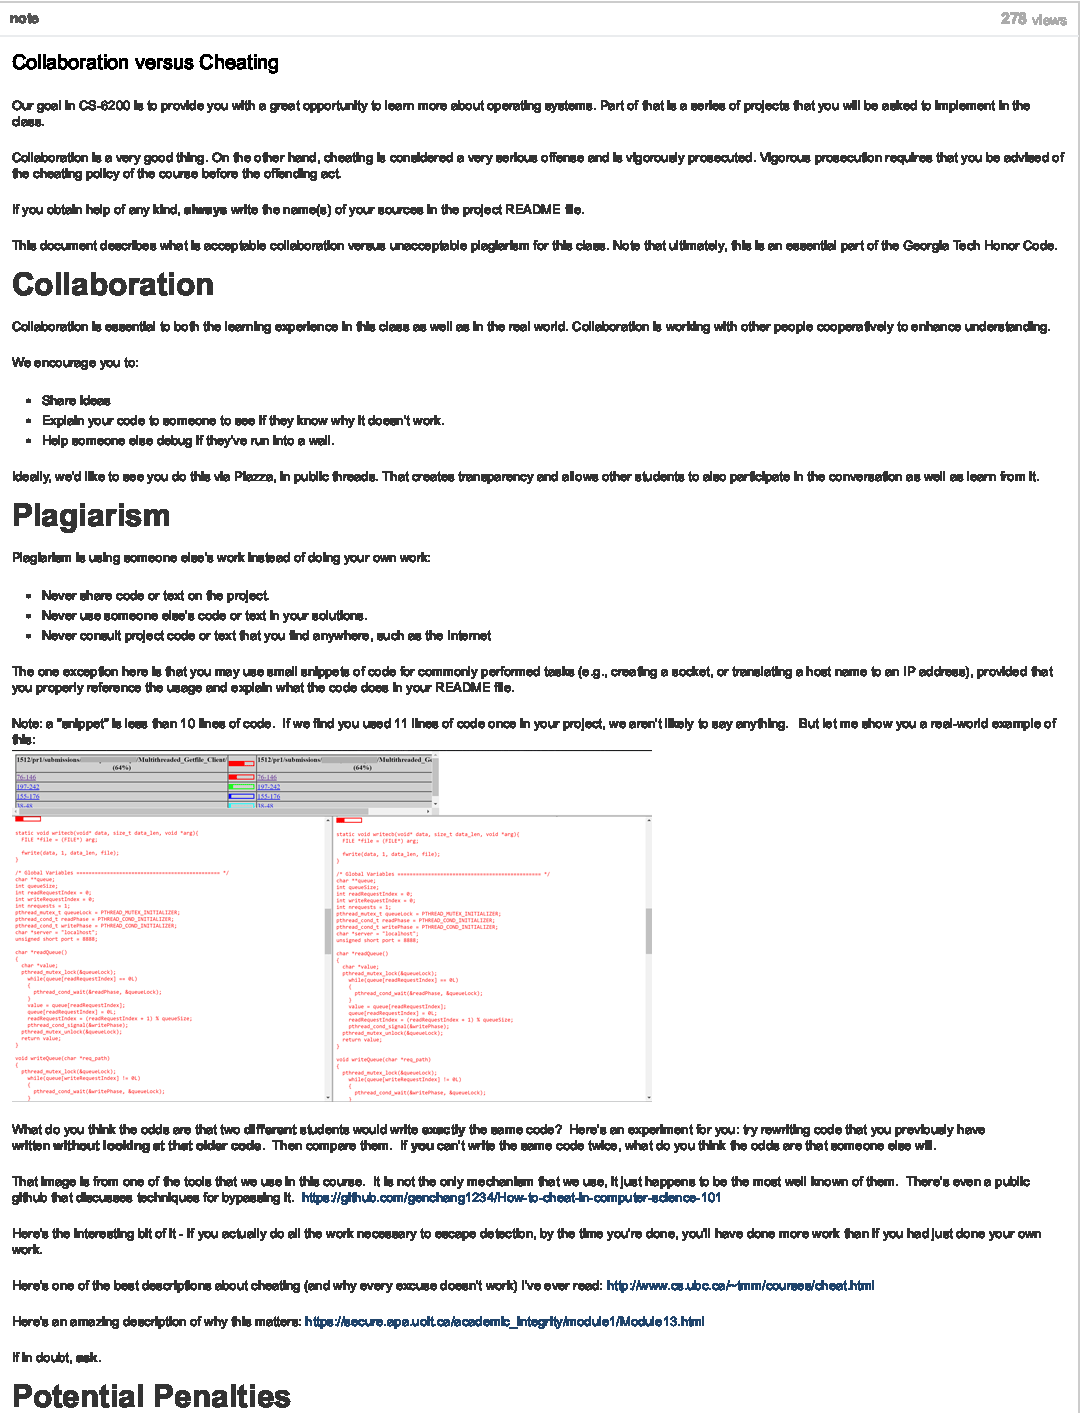 note
278 views
Collaboration versus Cheating
Our goal in CS-6200 is to provide you with a great opportunity to learn more about operating systems. Part of that is a series of projects that you will be asked to implement in the
class.
Collaboration is a very good thing. On the other hand, cheating is considered a very serious offense and is vigorously prosecuted. Vigorous prosecution requires that you be advised of
the cheating policy of the course before the offending act.
If you obtain help of any kind, always write the name(s) of your sources in the project README file.
This document describes what is acceptable collaboration versus unacceptable plagiarism for this class. Note that ultimately, this is an essential part of the Georgia Tech Honor Code.
Collaboration
Collaboration is essential to both the learning experience in this class as well as in the real world. Collaboration is working with other people cooperatively to enhance understanding.
We encourage you to:
Share ideas
Explain your code to someone to see if they know why it doesn't work.
Help someone else debug if they've run into a wall.
Ideally, we'd like to see you do this via Piazza, in public threads. That creates transparency and allows other students to also participate in the conversation as well as learn from it.
Plagiarism
Plagiarism is using someone else's work instead of doing your own work:
Never share code or text on the project.
Never use someone else's code or text in your solutions.
Never consult project code or text that you find anywhere, such as the Internet
The one exception here is that you may use small snippets of code for commonly performed tasks (e.g., creating a socket, or translating a host name to an IP address), provided that
you properly reference the usage and explain what the code does in your README file.
Note: a "snippet" is less than 10 lines of code.  If we find you used 11 lines of code once in your project, we aren't likely to say anything.   But let me show you a real-world example of
this:
1512/pr1/submissions/ /Multithreaded_Getfile_Client/ 1512/pr1/submissions/ /Multithreaded_Ge
(64%) (64%)
76-146 76-146
197-242 197-242
155-176 155-176
38-48 38-48
static void writecb(void* data, size_t data_len, void *arg){
FILE *file = (FILE*) arg;
fwrite(data, 1, data_len, file);
}
/* Global Variables ============================================= */
char **queue;
int queueSize;
int readRequestIndex = 0;
int writeRequestIndex = 0;
int nrequests = 1;
pthread_mutex_t queueLock = PTHREAD_MUTEX_INITIALIZER;
pthread_cond_t readPhase = PTHREAD_COND_INITIALIZER;
pthread_cond_t writePhase = PTHREAD_COND_INITIALIZER;
char *server = "localhost";
unsigned short port = 8888;
char *readQueue()
{
char *value;
pthread_mutex_lock(&queueLock);
while(queue[readRequestIndex] == 0L)
{
pthread_cond_wait(&readPhase, &queueLock);
}
value = queue[readRequestIndex];
queue[readRequestIndex] = 0L;
readRequestIndex = (readRequestIndex + 1) % queueSize;
pthread_cond_signal(&writePhase);
pthread_mutex_unlock(&queueLock);
return value;
}
void writeQueue(char *req_path)
{
pthread_mutex_lock(&queueLock);
while(queue[writeRequestIndex] != 0L)
{
pthread_cond_wait(&writePhase, &queueLock);
}
static void writecb(void* data, size_t data_len, void *arg){
FILE *file = (FILE*) arg;
fwrite(data, 1, data_len, file);
}
/* Global Variables ============================================= */
char **queue;
int queueSize;
int readRequestIndex = 0;
int writeRequestIndex = 0;
int nrequests = 1;
pthread_mutex_t queueLock = PTHREAD_MUTEX_INITIALIZER;
pthread_cond_t readPhase = PTHREAD_COND_INITIALIZER;
pthread_cond_t writePhase = PTHREAD_COND_INITIALIZER;
char *server = "localhost";
unsigned short port = 8888;
char *readQueue()
{
char *value;
pthread_mutex_lock(&queueLock);
while(queue[readRequestIndex] == 0L)
{
pthread_cond_wait(&readPhase, &queueLock);
}
value = queue[readRequestIndex];
queue[readRequestIndex] = 0L;
readRequestIndex = (readRequestIndex + 1) % queueSize;
pthread_cond_signal(&writePhase);
pthread_mutex_unlock(&queueLock);
return value;
}
void writeQueue(char *req_path)
{
pthread_mutex_lock(&queueLock);
while(queue[writeRequestIndex] != 0L)
{
pthread_cond_wait(&writePhase, &queueLock);
}
What do you think the odds are that two different students would write exactly the same code?  Here's an experiment for you: try rewriting code that you previously have
written without looking at that older code.  Then compare them.  If you can't write the same code twice, what do you think the odds are that someone else will.
That image is from one of the tools that we use in this course.  It is not the only mechanism that we use, it just happens to be the most well known of them.  There's even a public
github that discusses techniques for bypassing it.  https://github.com/genchang1234/How-to-cheat-in-computer-science-101
Here's the interesting bit of it - if you actually do all the work necessary to escape detection, by the time you're done, you'll have done more work than if you had just done your own
work.
Here's one of the best descriptions about cheating (and why every excuse doesn't work) I've ever read: http://www.cs.ubc.ca/~tmm/courses/cheat.html
Here's an amazing description of why this matters: https://secure.apa.uoit.ca/academic_integrity/module1/Module13.html
If in doubt, ask.
Potential Penalties